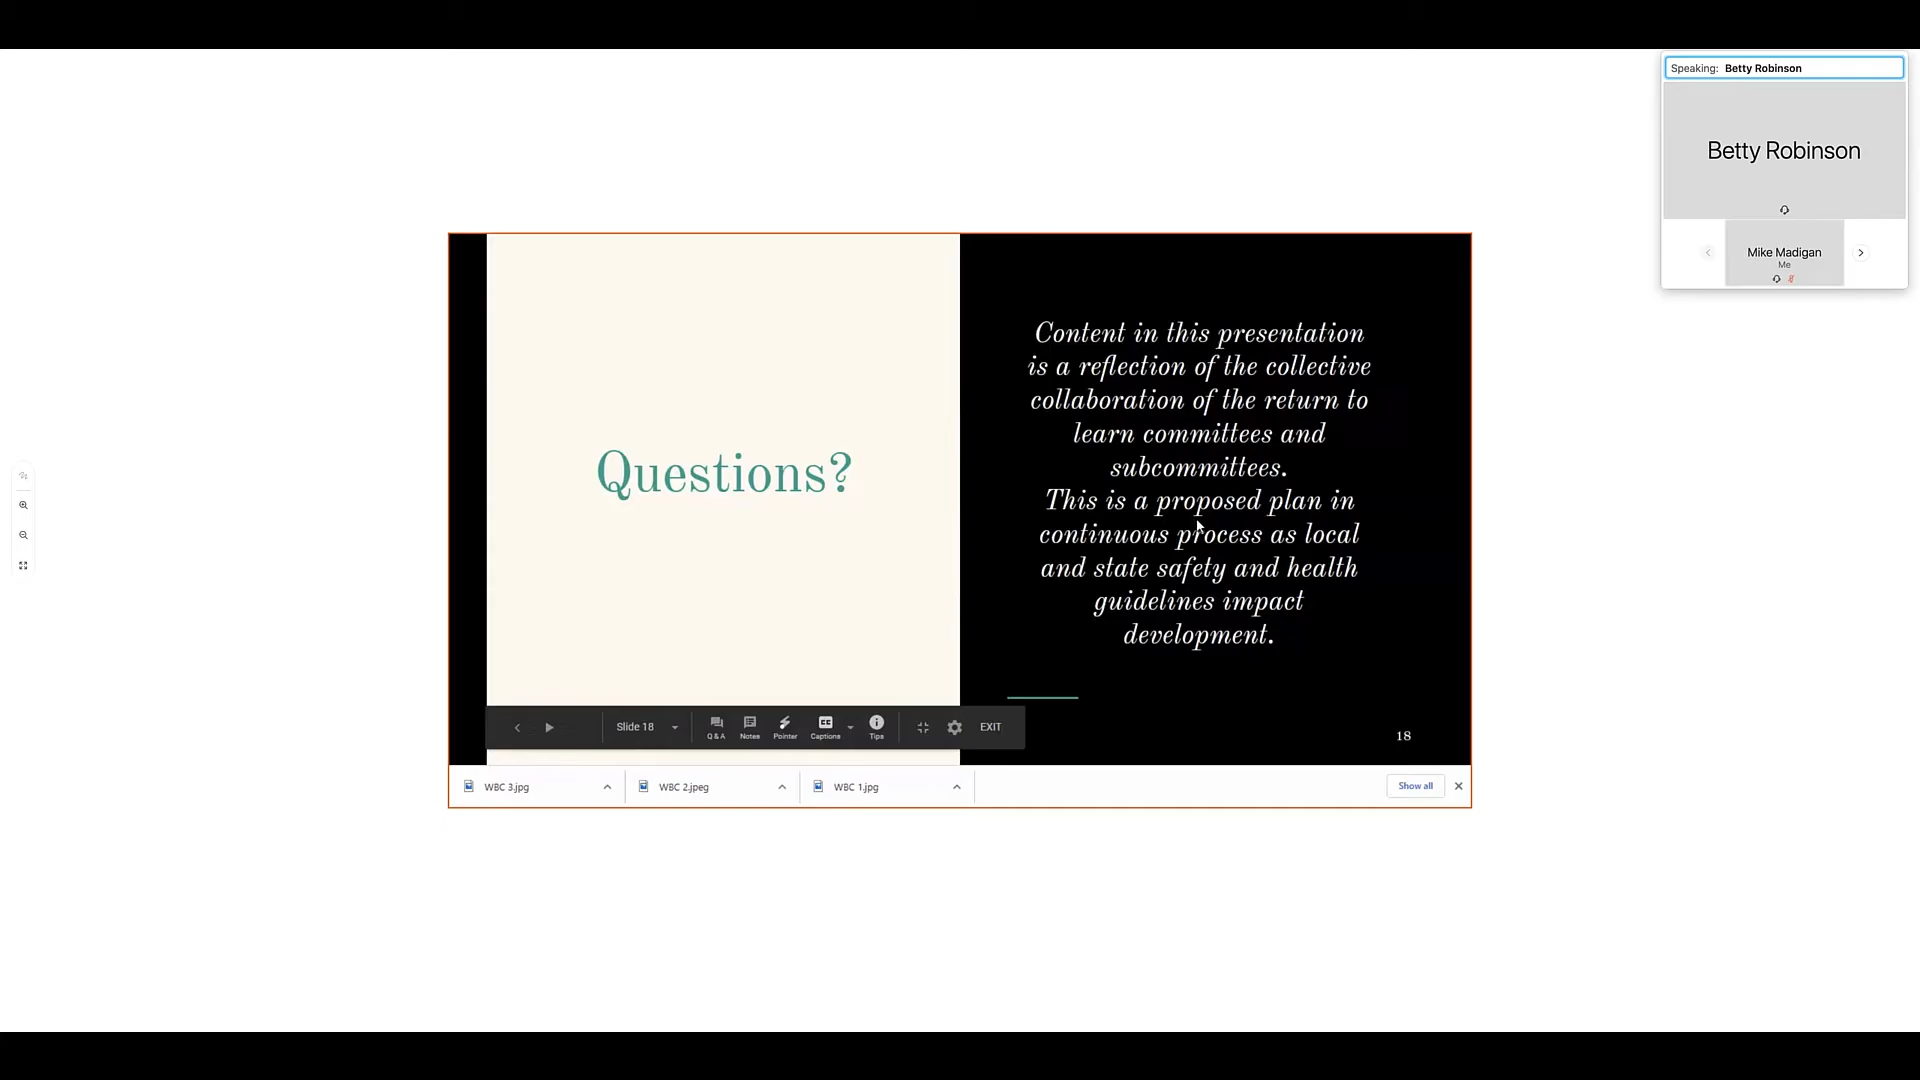 Speaking: Betty Robinson
Betty Robinson
Mike Madigan
Me
Questions?
Content in this presentation
is a reflection of the collective
collaboration of the return to
learn committees and
subcommittees.
This is a proposed plan in
continuous process as local
and state safety and health
guidelines impact
development.
18
Slide 18
Q & A
Notes
Pointer
CC
Captions
Tips
EXIT
WBC 3.jpg
WBC 2.jpeg
WBC 1.jpg
Show all